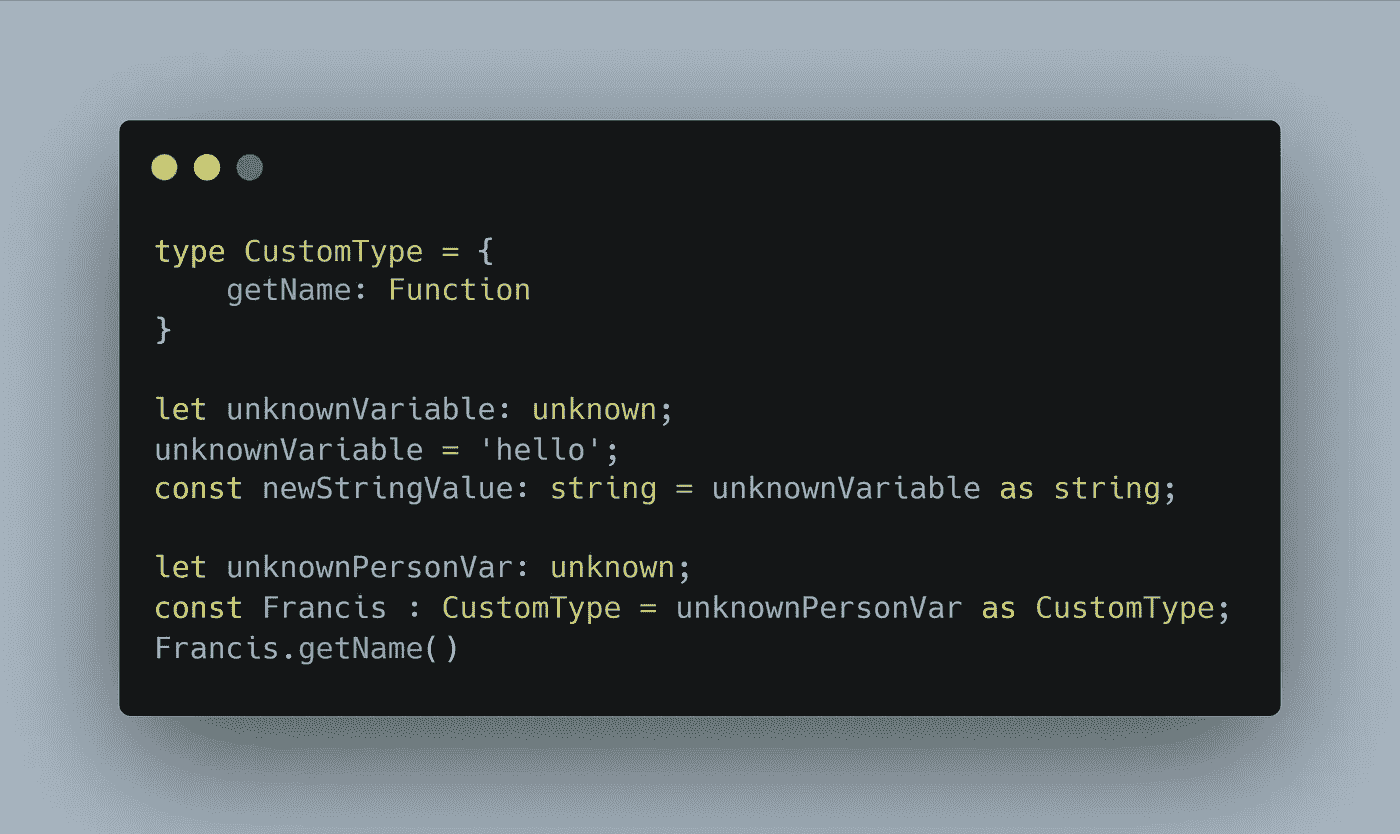 type CustomType = {
    getName: Function
}

let unknownVariable: unknown;
unknownVariable = 'hello';
const newStringValue: string = unknownVariable as string;

let unknownPersonVar: unknown;
const Francis : CustomType = unknownPersonVar as CustomType;
Francis.getName()